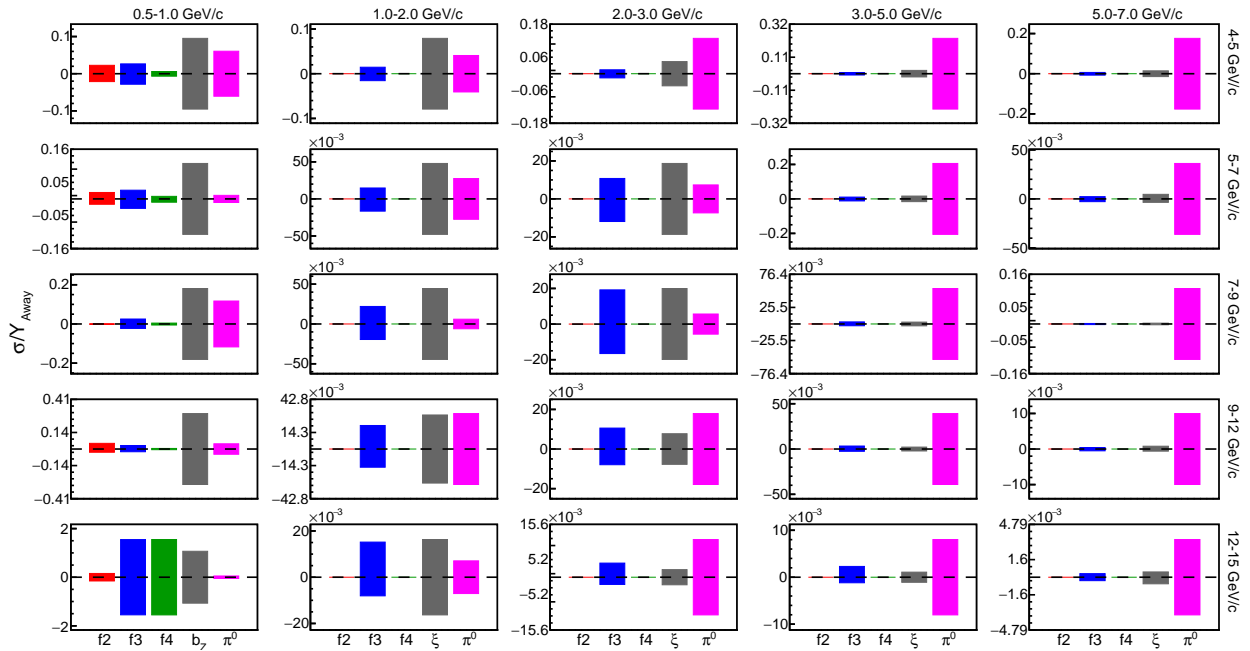 0.5-1.0 GeV/c 1.0-2.0 GeV/c 2.0-3.0 GeV/c 3.0-5.0 GeV/c 5.0-7.0 GeV/c
0.1 0.1 0.18 0.32 0.2
0.06 0.11
0 0 0 0 0
−0.06 −0.11
−0.1 −0.1 −0.18 −0.32 −0.2
4-5 GeV/c
×10⁻³ ×10⁻³ ×10⁻³
0.16 50 20 0.2 50
0.05
0 0 0 0
−0.05
−0.16 −50 −20 −0.2 −50
5-7 GeV/c
×10⁻³ ×10⁻³ ×10⁻³
0.2 50 20 76.4 0.16
25.5 0.05
0 0 0
−25.5 −0.05
−0.2 −50 −20 −76.4 −0.16
7-9 GeV/c
σ/Y_Away
×10⁻³ ×10⁻³ ×10⁻³ ×10⁻³
0.41 42.8 20 50 10
0.14 14.3
0 0 0
−0.14 −14.3
−0.41 −42.8 −20 −50 −10
9-12 GeV/c
×10⁻³ ×10⁻³ ×10⁻³ ×10⁻³
2 20 15.6 10 4.79
5.2 1.6
0 0 0
−5.2 −1.6
−2 −20 −15.6 −10 −4.79
12-15 GeV/c
f2 f3 f4 b_Z π⁰ f2 f3 f4 ξ π⁰ f2 f3 f4 ξ π⁰ f2 f3 f4 ξ π⁰ f2 f3 f4 ξ π⁰